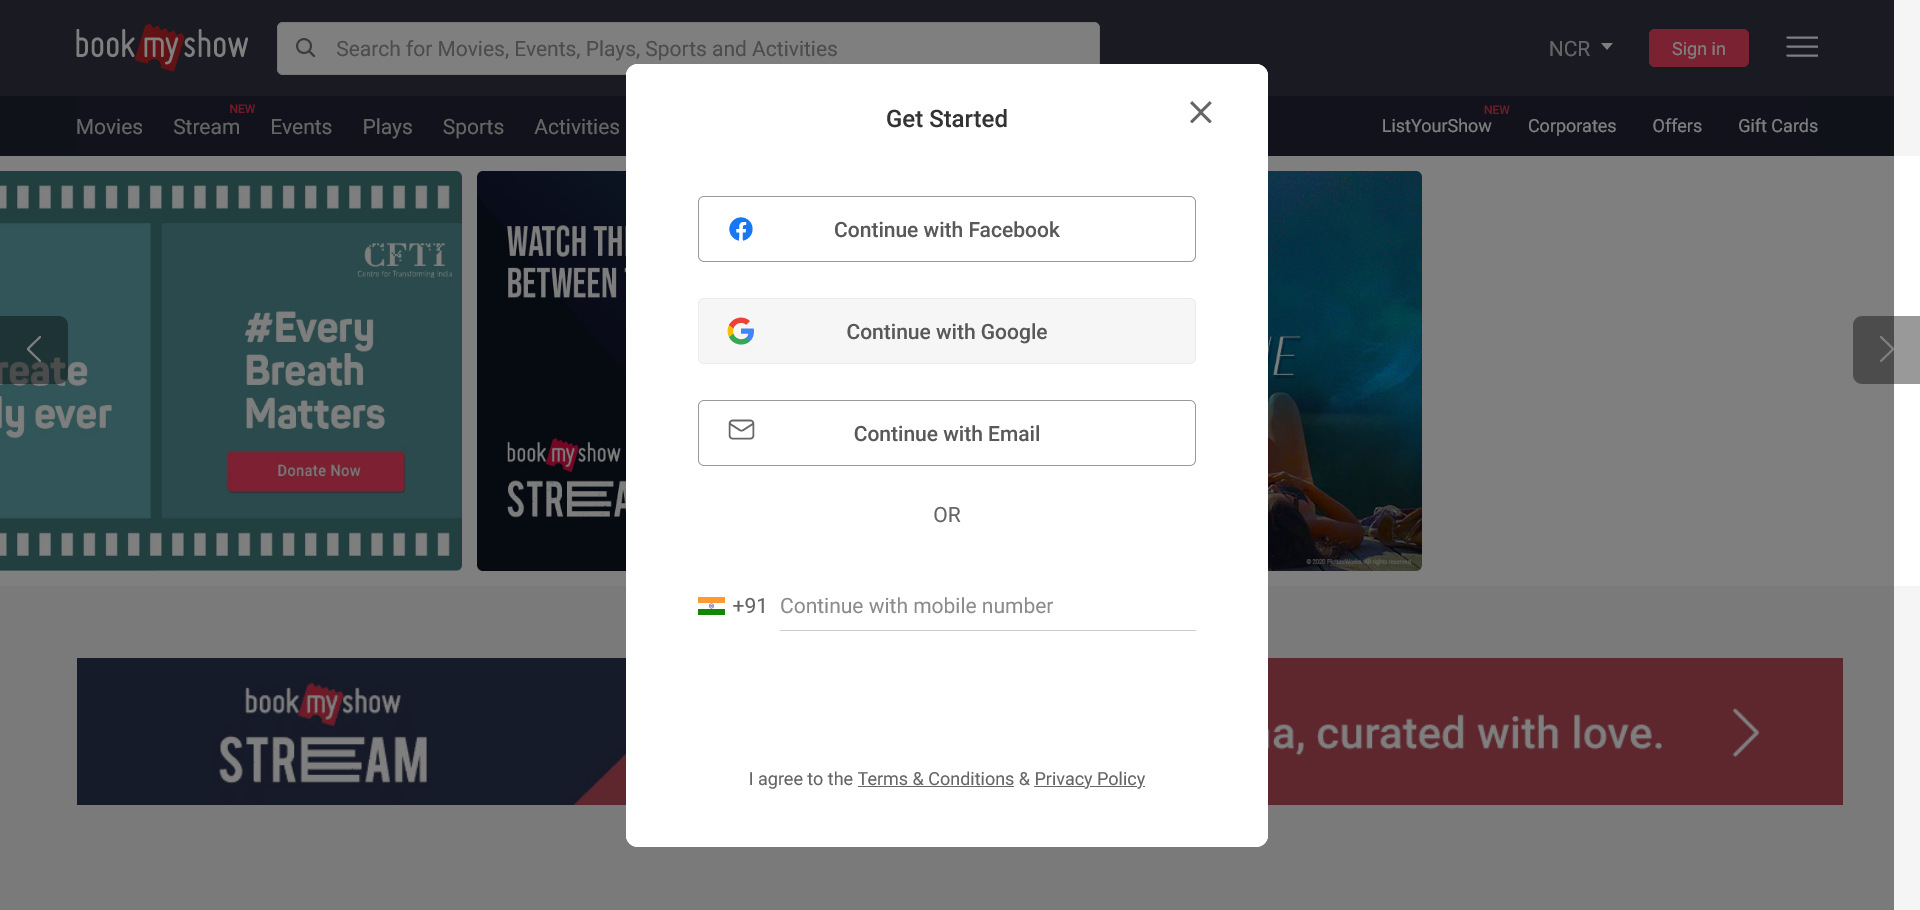 book my show
Search for Movies, Events, Plays, Sports and Activities
NCR
Sign in
Movies
Stream
NEW
Events
Plays
Sports
Activities
ListYourShow
NEW
Corporates
Offers
Gift Cards
Get Started
Continue with Facebook
Continue with Google
Continue with Email
OR
+91
Continue with mobile number
I agree to the Terms & Conditions & Privacy Policy
ly ever
CFTI
Centre for Transforming India
#Every
Breath
Matters
Donate Now
WATCH
BETWEEN
book my show
book my show
STREAM
curated with love.